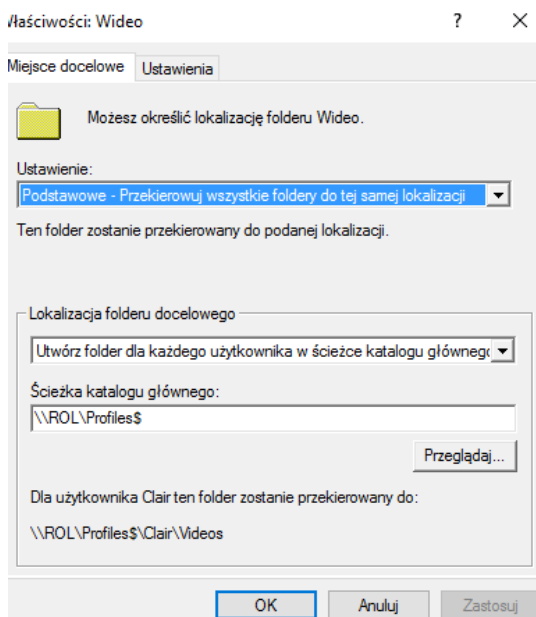 Właściwości: Wideo ? ✕
Miejsce docelowe Ustawienia
Możesz określić lokalizację folderu Wideo.
Ustawienie:
Podstawowe - Przekierowuj wszystkie foldery do tej samej lokalizacji
Ten folder zostanie przekierowany do podanej lokalizacji.
Lokalizacja folderu docelowego
Utwórz folder dla każdego użytkownika w ścieżce katalogu główneg
Ścieżka katalogu głównego:
\\ROL\Profiles$
Przeglądaj...
Dla użytkownika Clair ten folder zostanie przekierowany do:
\\ROL\Profiles$\Clair\Videos
OK Anuluj Zastosuj